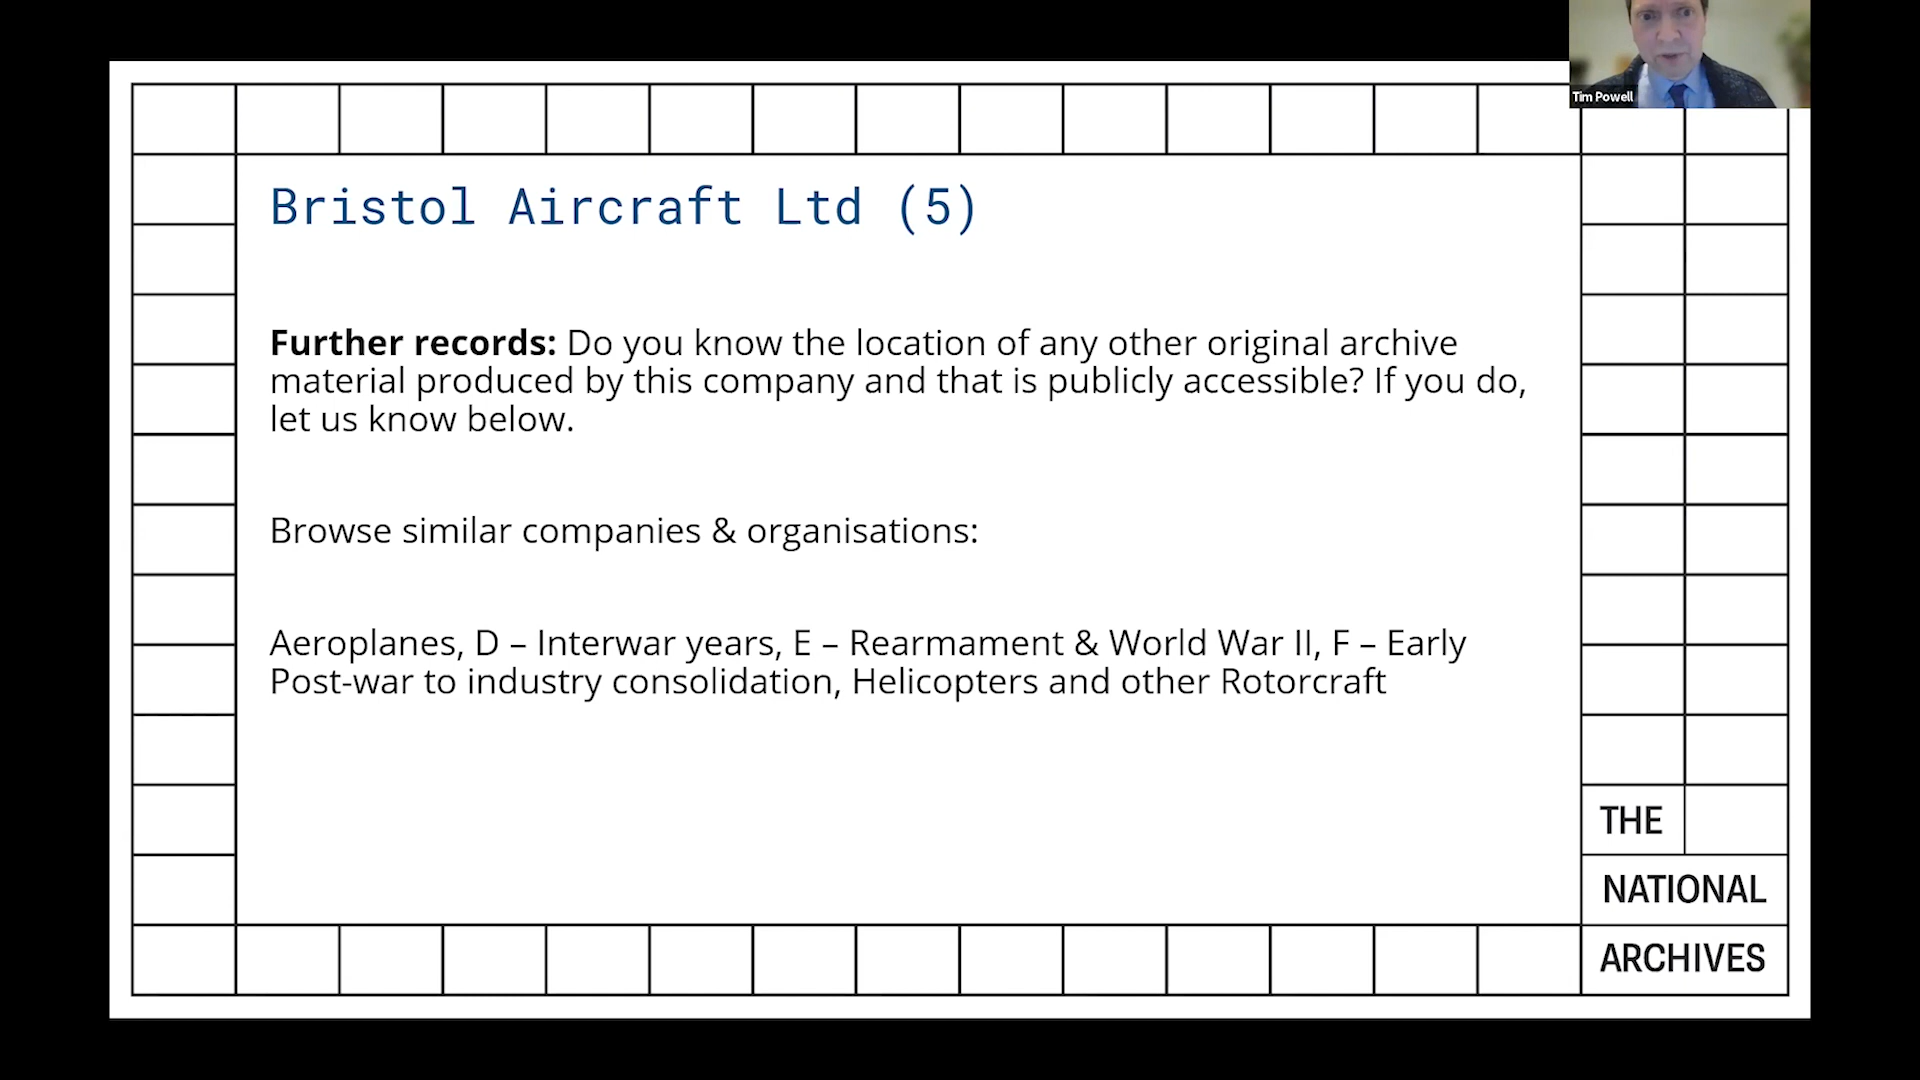 Tim Powell
Bristol Aircraft Ltd (5)
Further records: Do you know the location of any other original archive
material produced by this company and that is publicly accessible? If you do,
let us know below.
Browse similar companies & organisations:
Aeroplanes, D – Interwar years, E – Rearmament & World War II, F – Early
Post-war to industry consolidation, Helicopters and other Rotorcraft
THE
NATIONAL
ARCHIVES